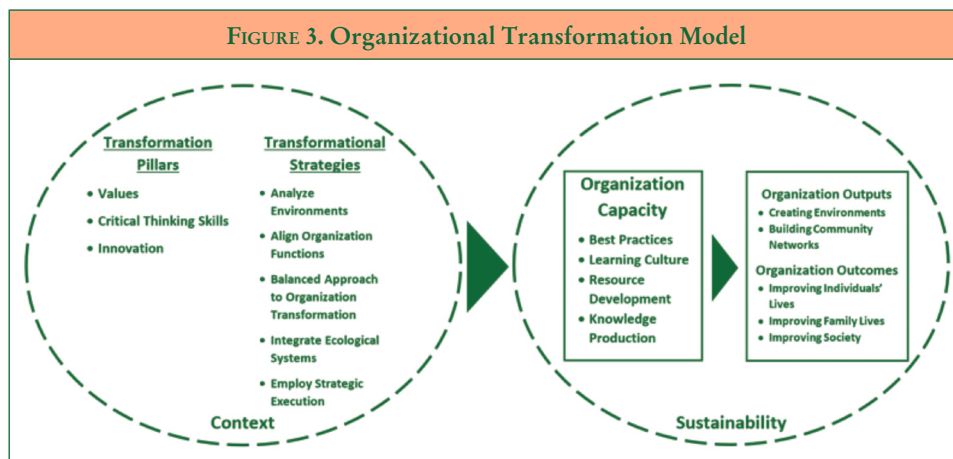 FIGURE 3. Organizational Transformation Model
Transformation
Pillars
• Values
• Critical Thinking Skills
• Innovation
Transformational
Strategies
• Analyze
Environments
• Align Organization
Functions
• Balanced Approach
to Organization
Transformation
• Integrate Ecological
Systems
• Employ Strategic
Execution
Context
Organization
Capacity
• Best Practices
• Learning Culture
• Resource
Development
• Knowledge
Production
Organization Outputs
• Creating Environments
• Building Community
Networks
Organization Outcomes
• Improving Individuals'
Lives
• Improving Family Lives
• Improving Society
Sustainability